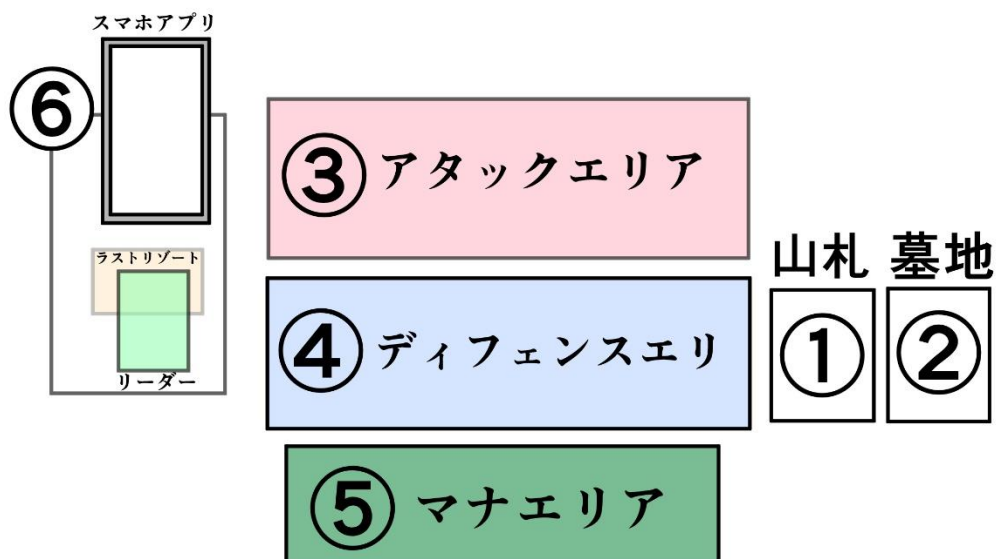 スマホアプリ
⑥
③アタックエリア
山札 墓地
ラストリゾート
リーダー
④ディフェンスエリ
① ②
⑤マナエリア